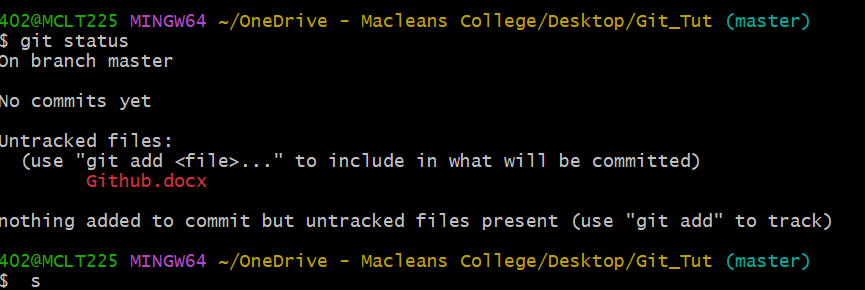 402@MCLT225 MINGW64 ~/OneDrive - Macleans College/Desktop/Git_Tut (master)
$ git status
On branch master
No commits yet
Untracked files:
(use "git add <file>..." to include in what will be committed)
Github.docx
nothing added to commit but untracked files present (use "git add" to track)
402@MCLT225 MINGW64 ~/OneDrive - Macleans College/Desktop/Git_Tut (master)
$ s